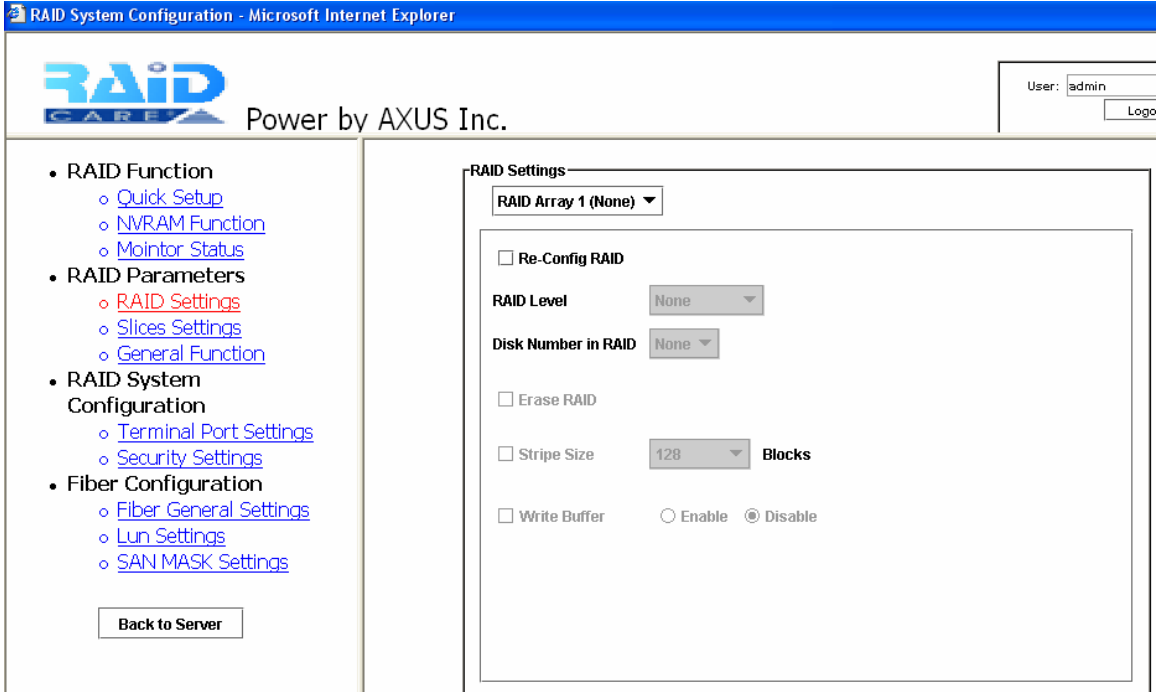 RAID System Configuration - Microsoft Internet Explorer
RAID
CARE
Power by AXUS Inc.
User: admin
Logo
RAID Function
Quick Setup
NVRAM Function
Mointor Status
RAID Parameters
RAID Settings
Slices Settings
General Function
RAID System
Configuration
Terminal Port Settings
Security Settings
Fiber Configuration
Fiber General Settings
Lun Settings
SAN MASK Settings
Back to Server
RAID Settings
RAID Array 1 (None)
Re-Config RAID
RAID Level None
Disk Number in RAID None
Erase RAID
Stripe Size 128 Blocks
Write Buffer Enable Disable